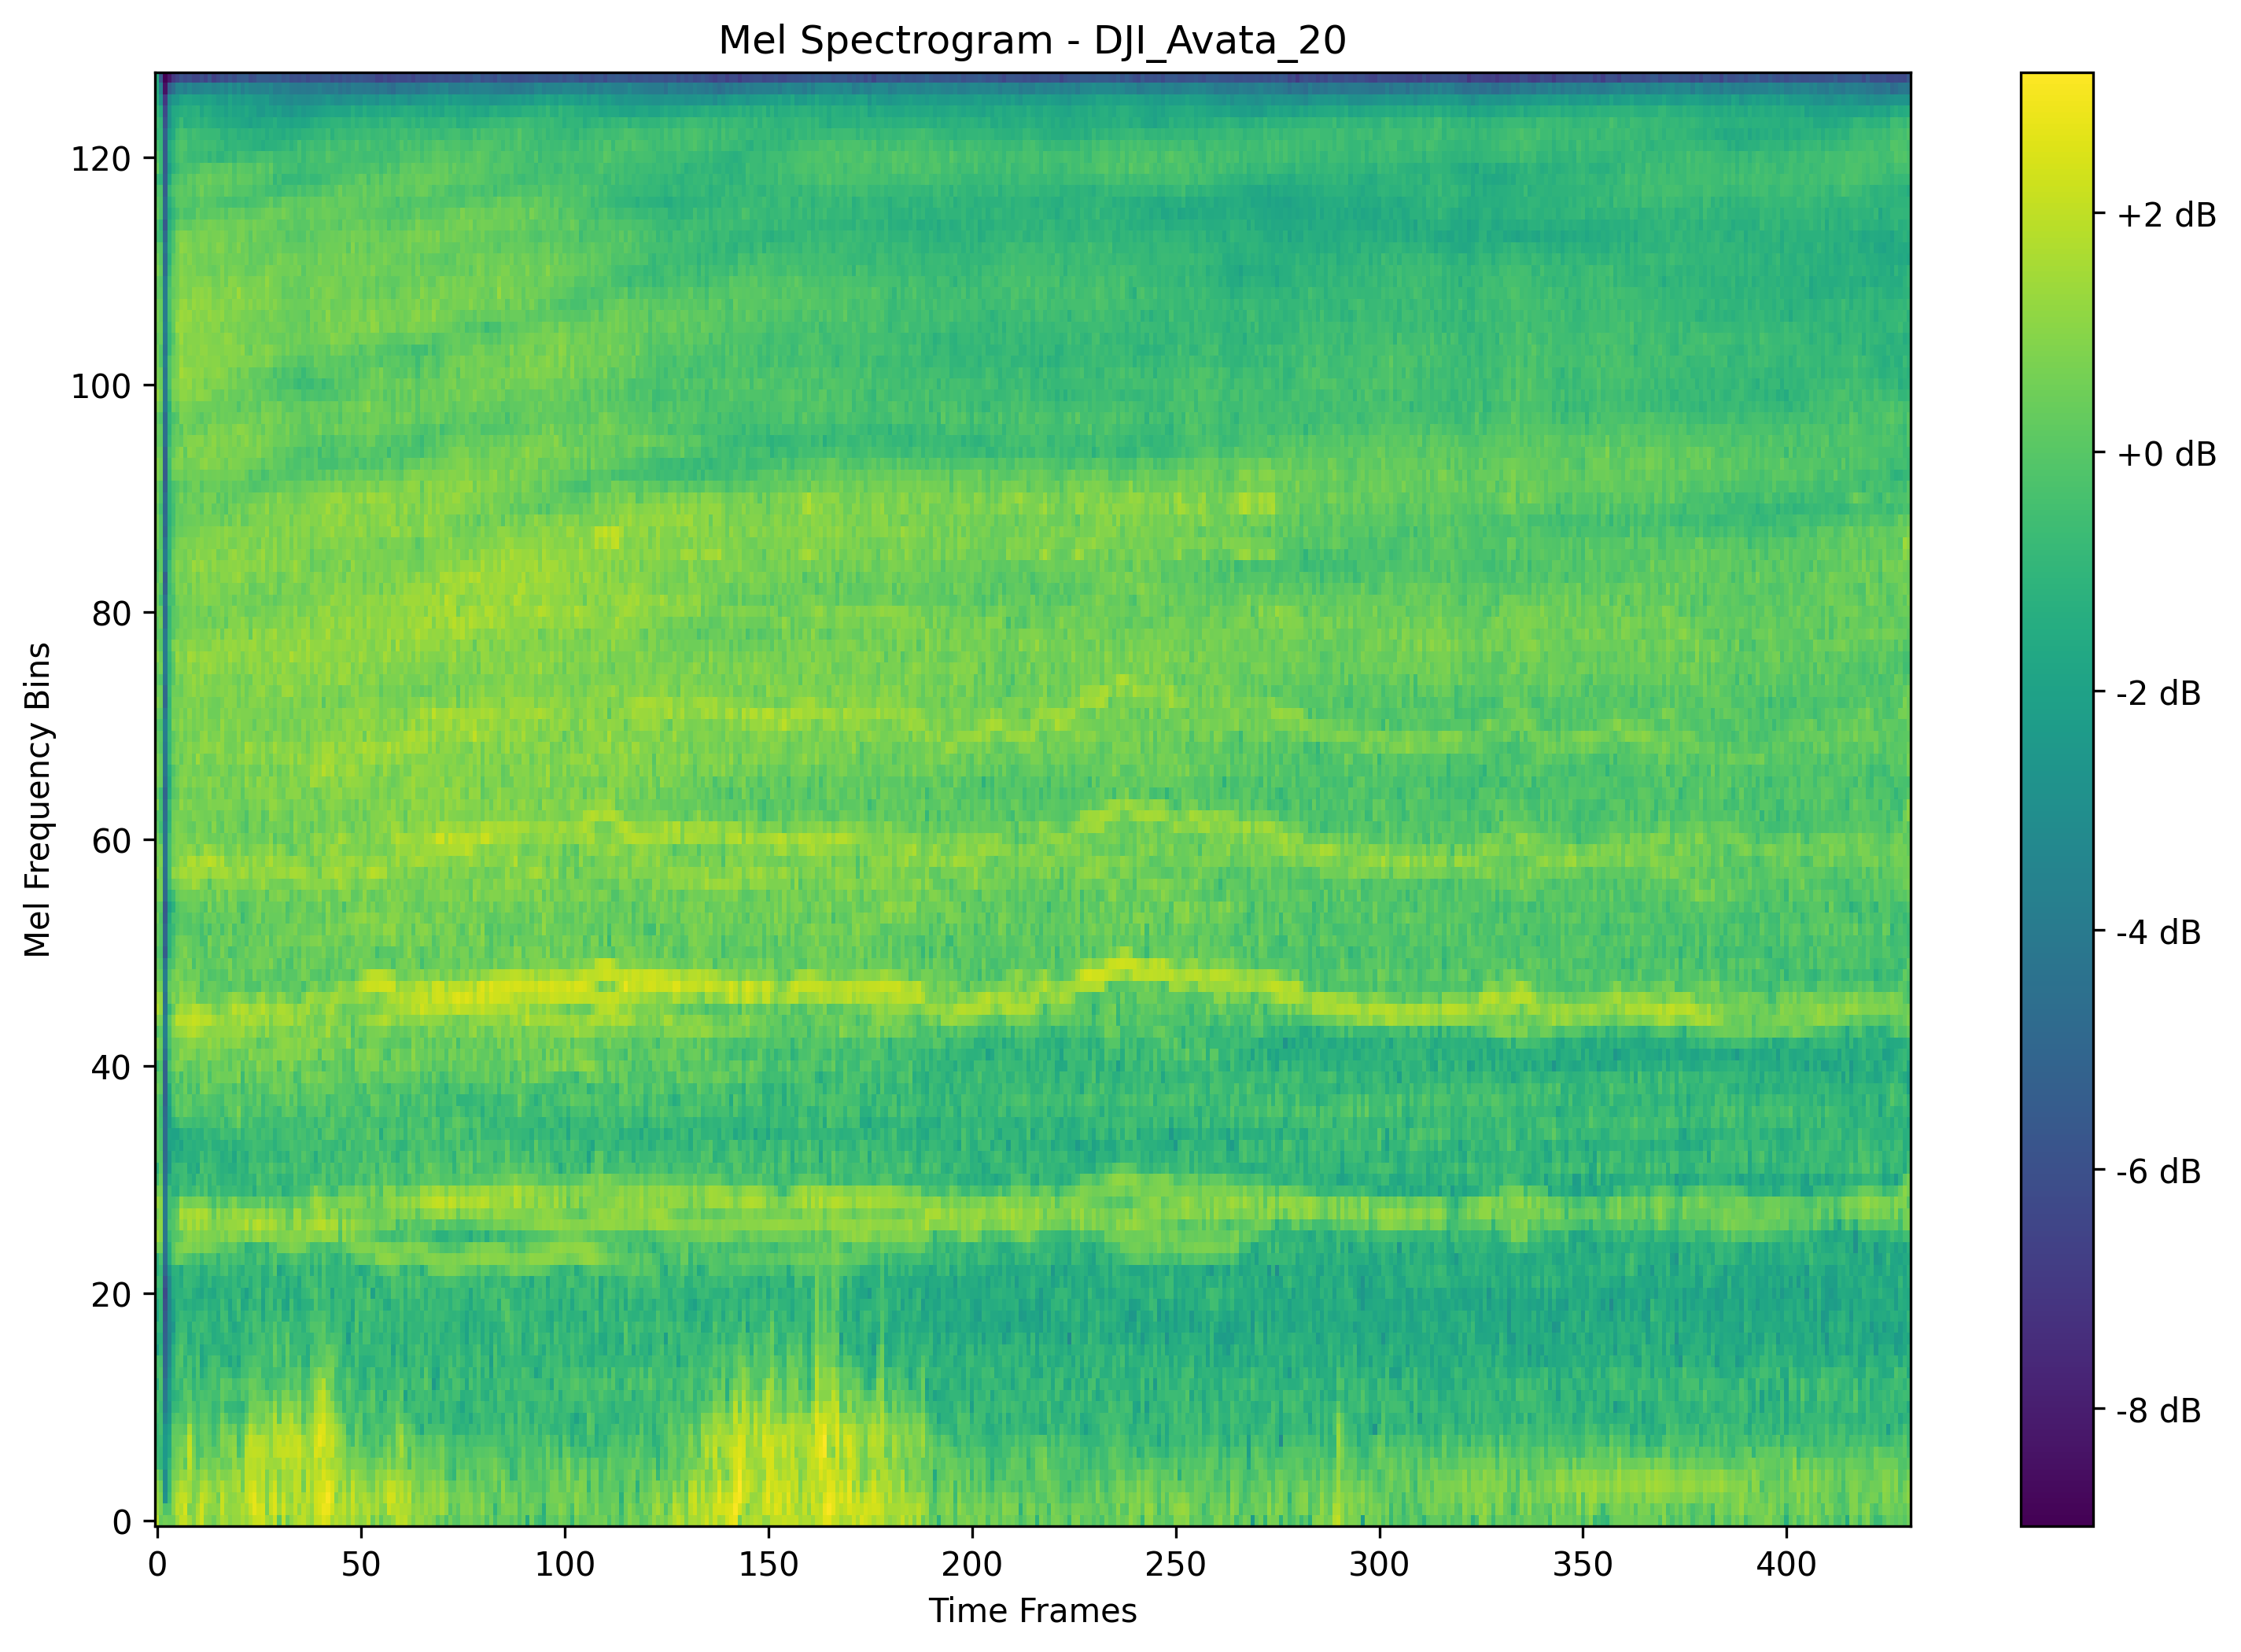 Mel Spectrogram - DJI_Avata_20
Mel Frequency Bins
120
100
80
60
40
20
0
0 50 100 150 200 250 300 350 400
Time Frames
+2 dB
+0 dB
-2 dB
-4 dB
-6 dB
-8 dB